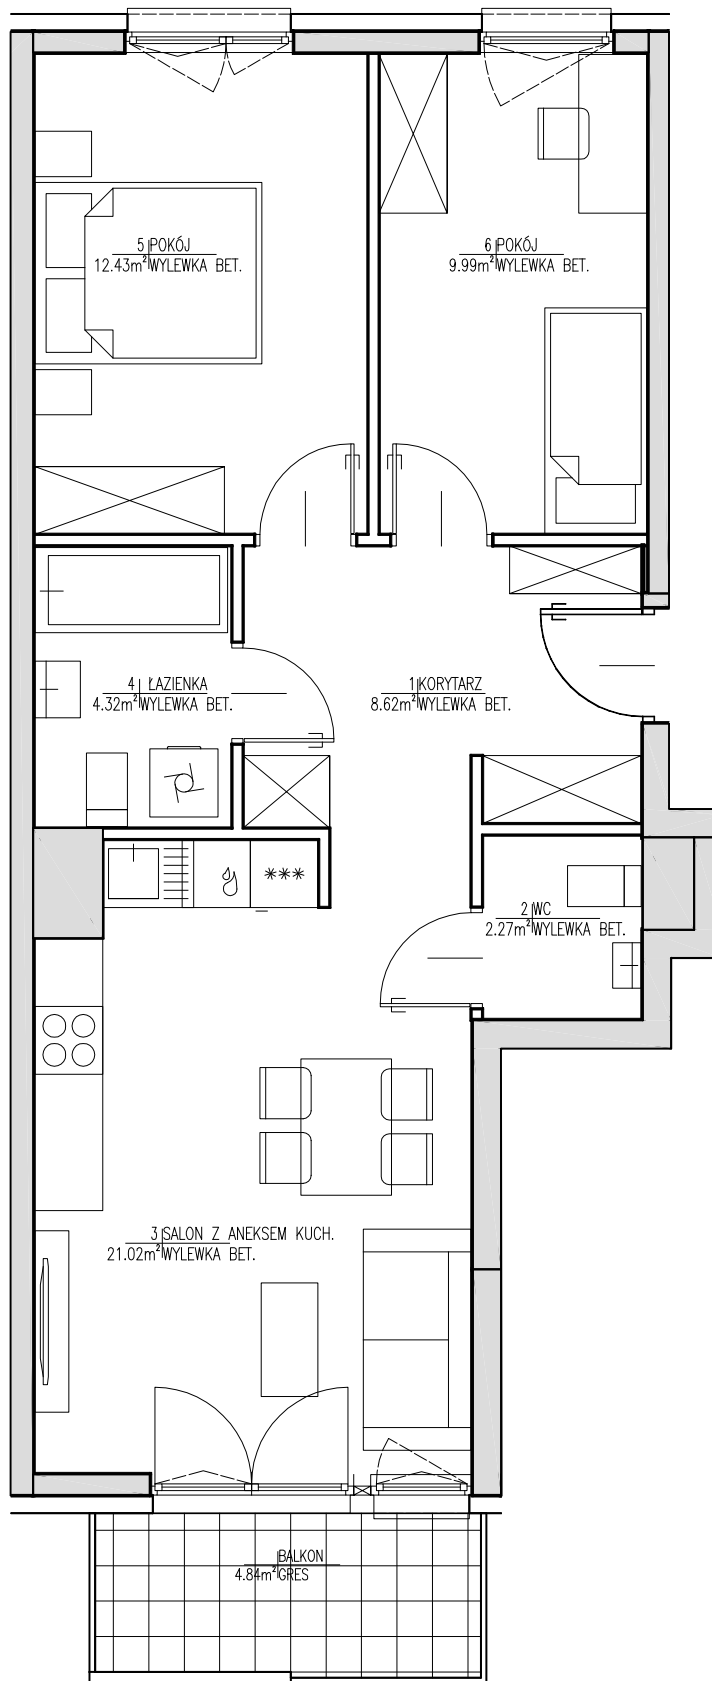 5 POKÓJ
12.43m² WYLEWKA BET.
6 POKÓJ
9.99m² WYLEWKA BET.
4 ŁAZIENKA
4.32m² WYLEWKA BET.
1 KORYTARZ
8.62m² WYLEWKA BET.
***
2 WC
2.27m² WYLEWKA BET.
3 SALON Z ANEKSEM KUCH.
21.02m² WYLEWKA BET.
BALKON
4.84m² GRES